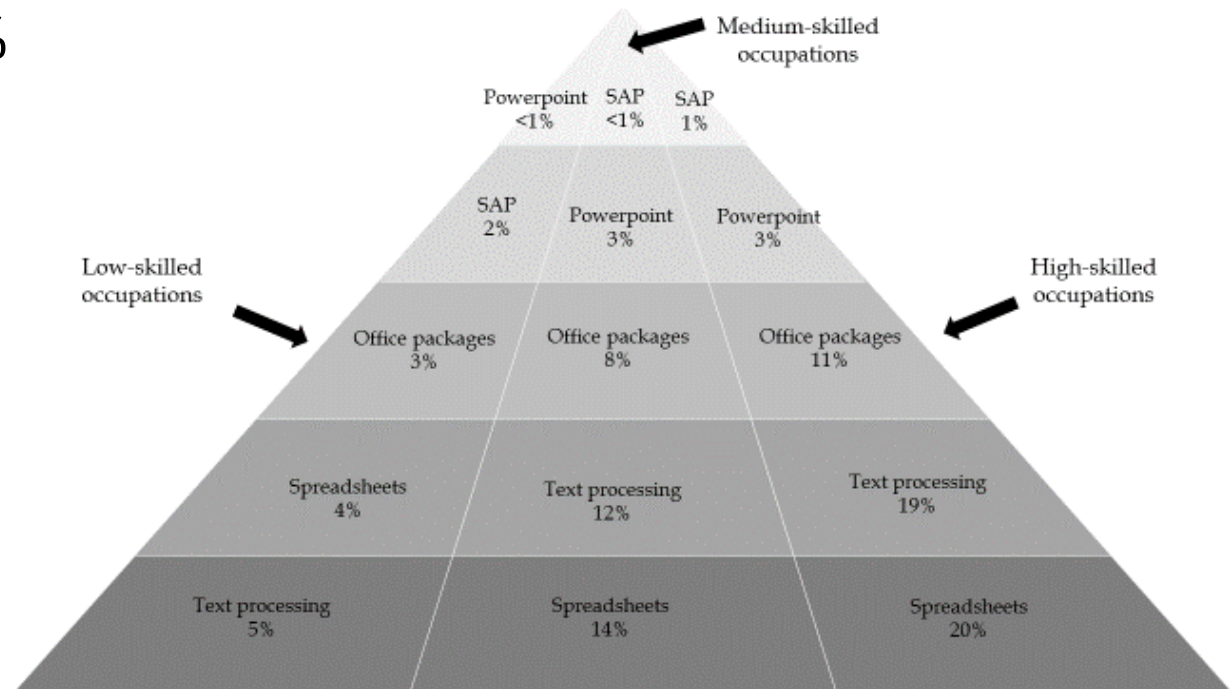 %
Medium-skilled
occupations
Powerpoint
<1%
SAP
<1%
SAP
1%
SAP
2%
Powerpoint
3%
Powerpoint
3%
Low-skilled
occupations
High-skilled
occupations
Office packages
3%
Office packages
8%
Office packages
11%
Spreadsheets
4%
Text processing
12%
Text processing
19%
Text processing
5%
Spreadsheets
14%
Spreadsheets
20%